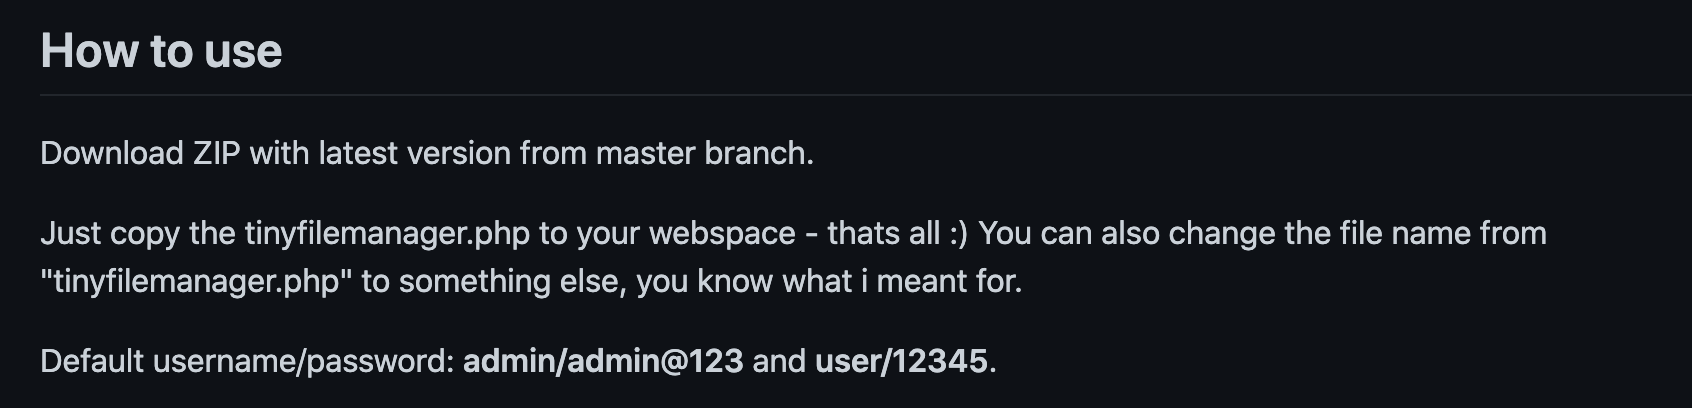 How to use
Download ZIP with latest version from master branch.
Just copy the tinyfilemanager.php to your webspace - thats all :) You can also change the file name from
"tinyfilemanager.php" to something else, you know what i meant for.
Default username/password: admin/admin@123 and user/12345.